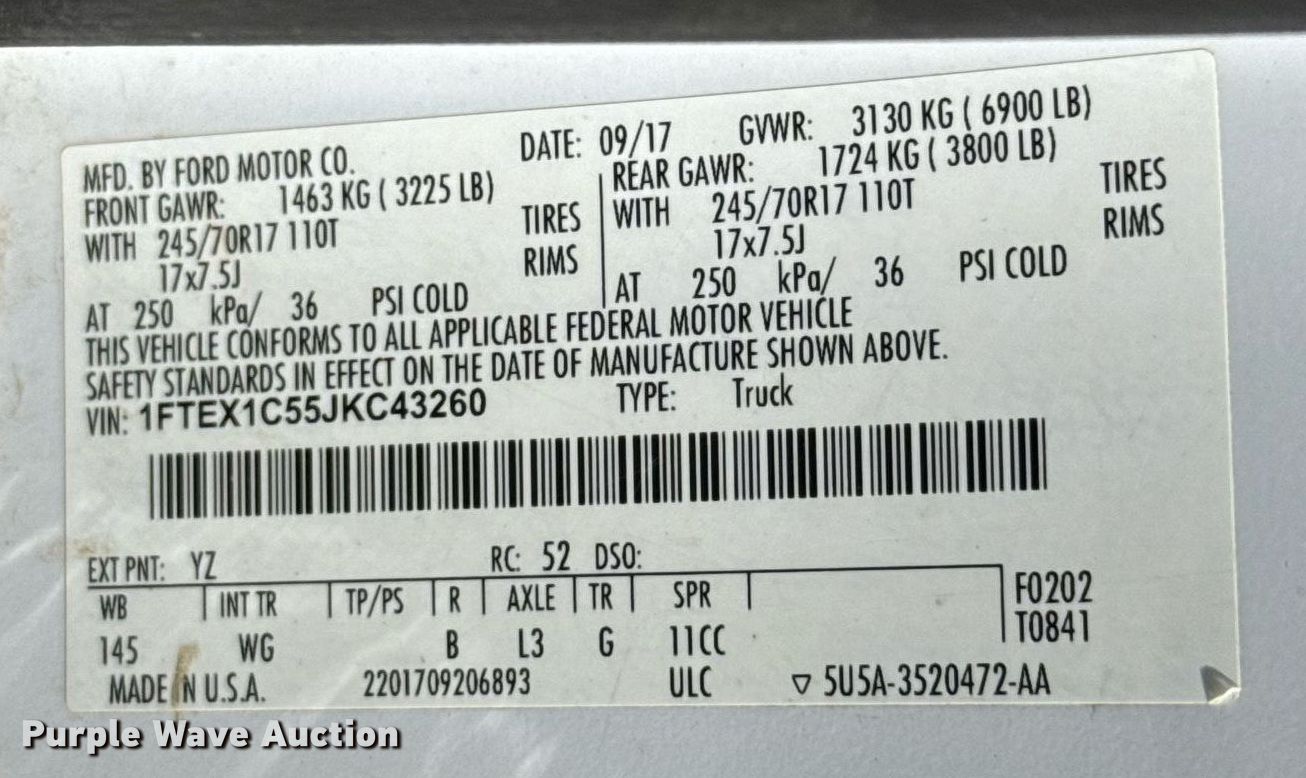 MFD. BY FORD MOTOR CO. DATE: 09/17 GVWR: 3130 KG ( 6900 LB)
FRONT GAWR: 1463 KG ( 3225 LB) REAR GAWR: 1724 KG ( 3800 LB)
WITH 245/70R17 110T TIRES WITH 245/70R17 110T TIRES
17x7.5J RIMS 17x7.5J RIMS
AT 250 kPa/ 36 PSI COLD AT 250 kPa/ 36 PSI COLD
THIS VEHICLE CONFORMS TO ALL APPLICABLE FEDERAL MOTOR VEHICLE
SAFETY STANDARDS IN EFFECT ON THE DATE OF MANUFACTURE SHOWN ABOVE.
VIN: 1FTEX1C55JKC43260 TYPE: Truck
EXT PNT: YZ RC: 52 DSO:
WB INT TR TP/PS R AXLE TR SPR F0202
145 WG B L3 G 11CC T0841
MADE IN U.S.A. 2201709206893 ULC ▽ 5U5A-3520472-AA
Purple Wave Auction